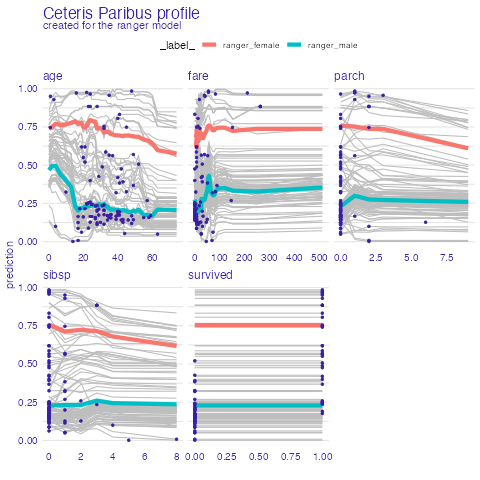 Ceteris Paribus profile
created for the ranger model
_label_ ranger_female ranger_male
age fare parch
1.00
0.75
0.50
0.25
0.00
0 20 40 60 0 100 200 300 400 500 0.0 2.5 5.0 7.5
prediction
sibsp survived
1.00
0.75
0.50
0.25
0.00
0 2 4 6 8 0.00 0.25 0.50 0.75 1.00